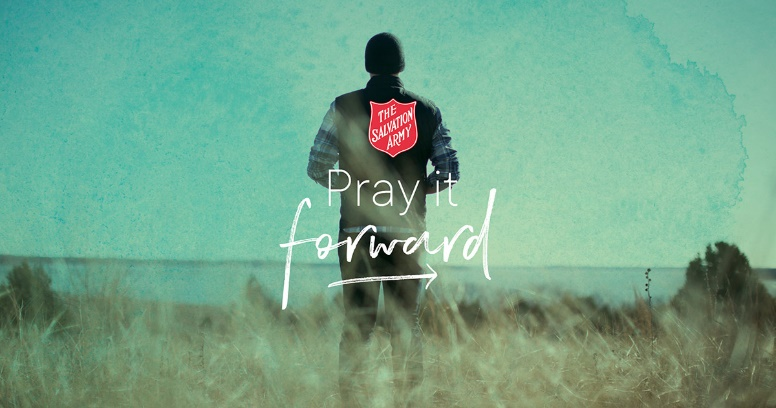 THE
SALVATION
ARMY
Pray it
forward